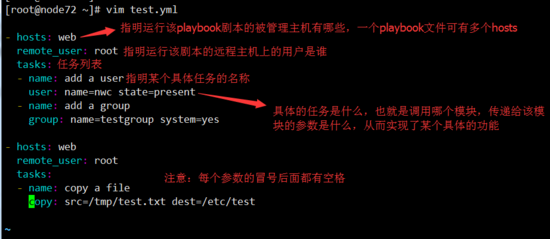 [root@node72 ~]# vim test.yml
指明运行该playbook剧本的被管理主机有哪些，一个playbook文件可有多个hosts
- hosts: web
remote_user: root 指明运行该剧本的远程主机上的用户是谁
tasks: 任务列表
- name: add a user 指明某个具体任务的名称
user: name=nwc state=present
- name: add a group
group: name=testgroup system=yes
具体的任务是什么，也就是调用哪个模块，传递给该模
块的参数是什么，从而实现了某个具体的功能
- hosts: web
remote_user: root
tasks:
注意：每个参数的冒号后面都有空格
- name: copy a file
copy: src=/tmp/test.txt dest=/etc/test
~